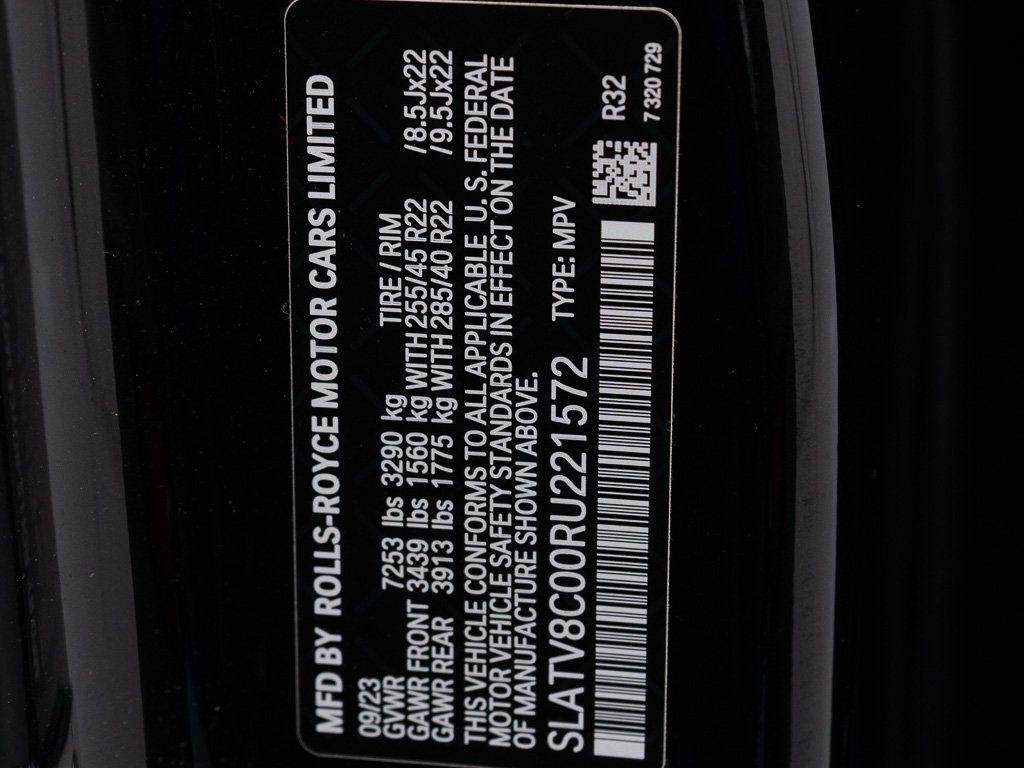 MFD BY ROLLS-ROYCE MOTOR CARS LIMITED
09/23
GVWR 7253 lbs 3290 kg TIRE / RIM
GAWR FRONT 3439 lbs 1560 kg WITH 255/45 R22 /8.5Jx22
GAWR REAR 3913 lbs 1775 kg WITH 285/40 R22 /9.5Jx22
THIS VEHICLE CONFORMS TO ALL APPLICABLE U.S. FEDERAL
MOTOR VEHICLE SAFETY STANDARDS IN EFFECT ON THE DATE
OF MANUFACTURE SHOWN ABOVE.
SLATV8C00RU221572 TYPE: MPV
R32
7 320 729